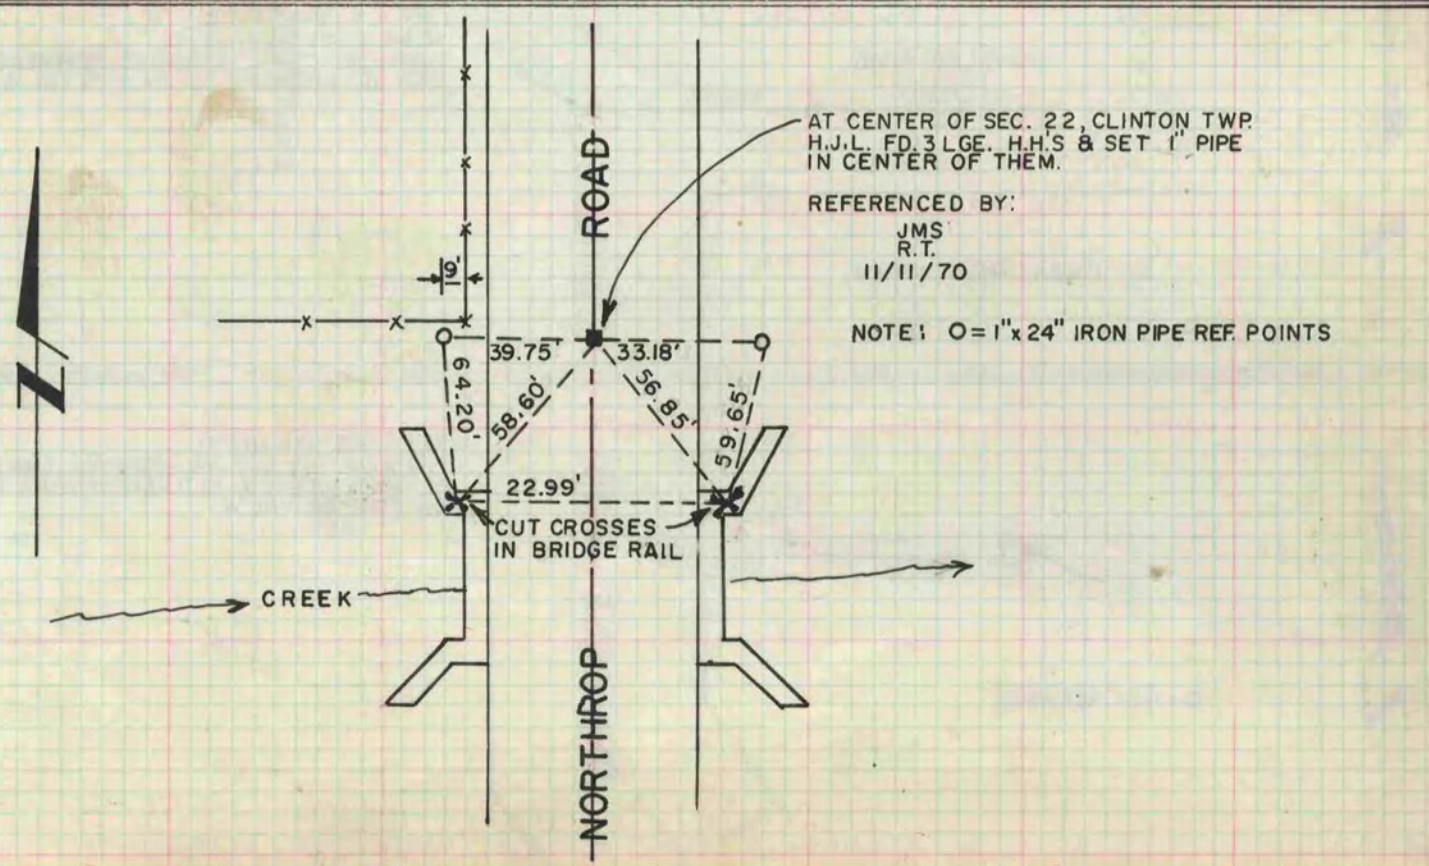 AT CENTER OF SEC. 22, CLINTON TWP.
H.J.L. FD. 3 LGE. H.H.'S & SET 1" PIPE
IN CENTER OF THEM.
REFERENCED BY:
JMS
R.T.
11/11/70
NOTE: O=1"x 24" IRON PIPE REF. POINTS
ROAD
9'
N
39.75'
33.18'
64.20'
58.60'
56.85'
59.65'
22.99'
CUT CROSSES
IN BRIDGE RAIL
CREEK
NORTHROP